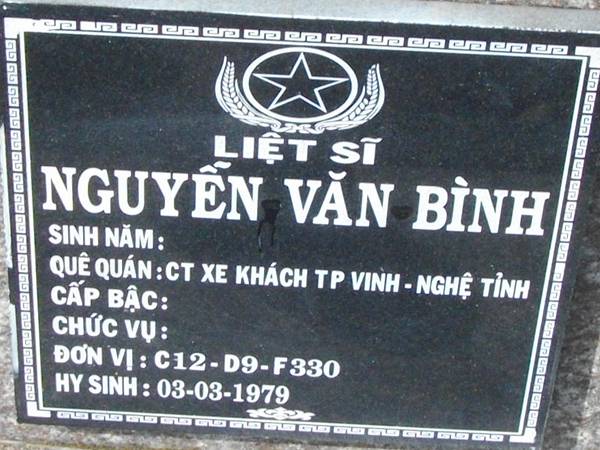 LIỆT SĨ
NGUYỄN VĂN BÌNH
SINH NĂM:
QUÊ QUÁN: CT XE KHÁCH TP VINH - NGHỆ TỈNH
CẤP BẬC:
CHỨC VỤ:
ĐƠN VỊ: C12-D9-F330
HY SINH: 03-03-1979